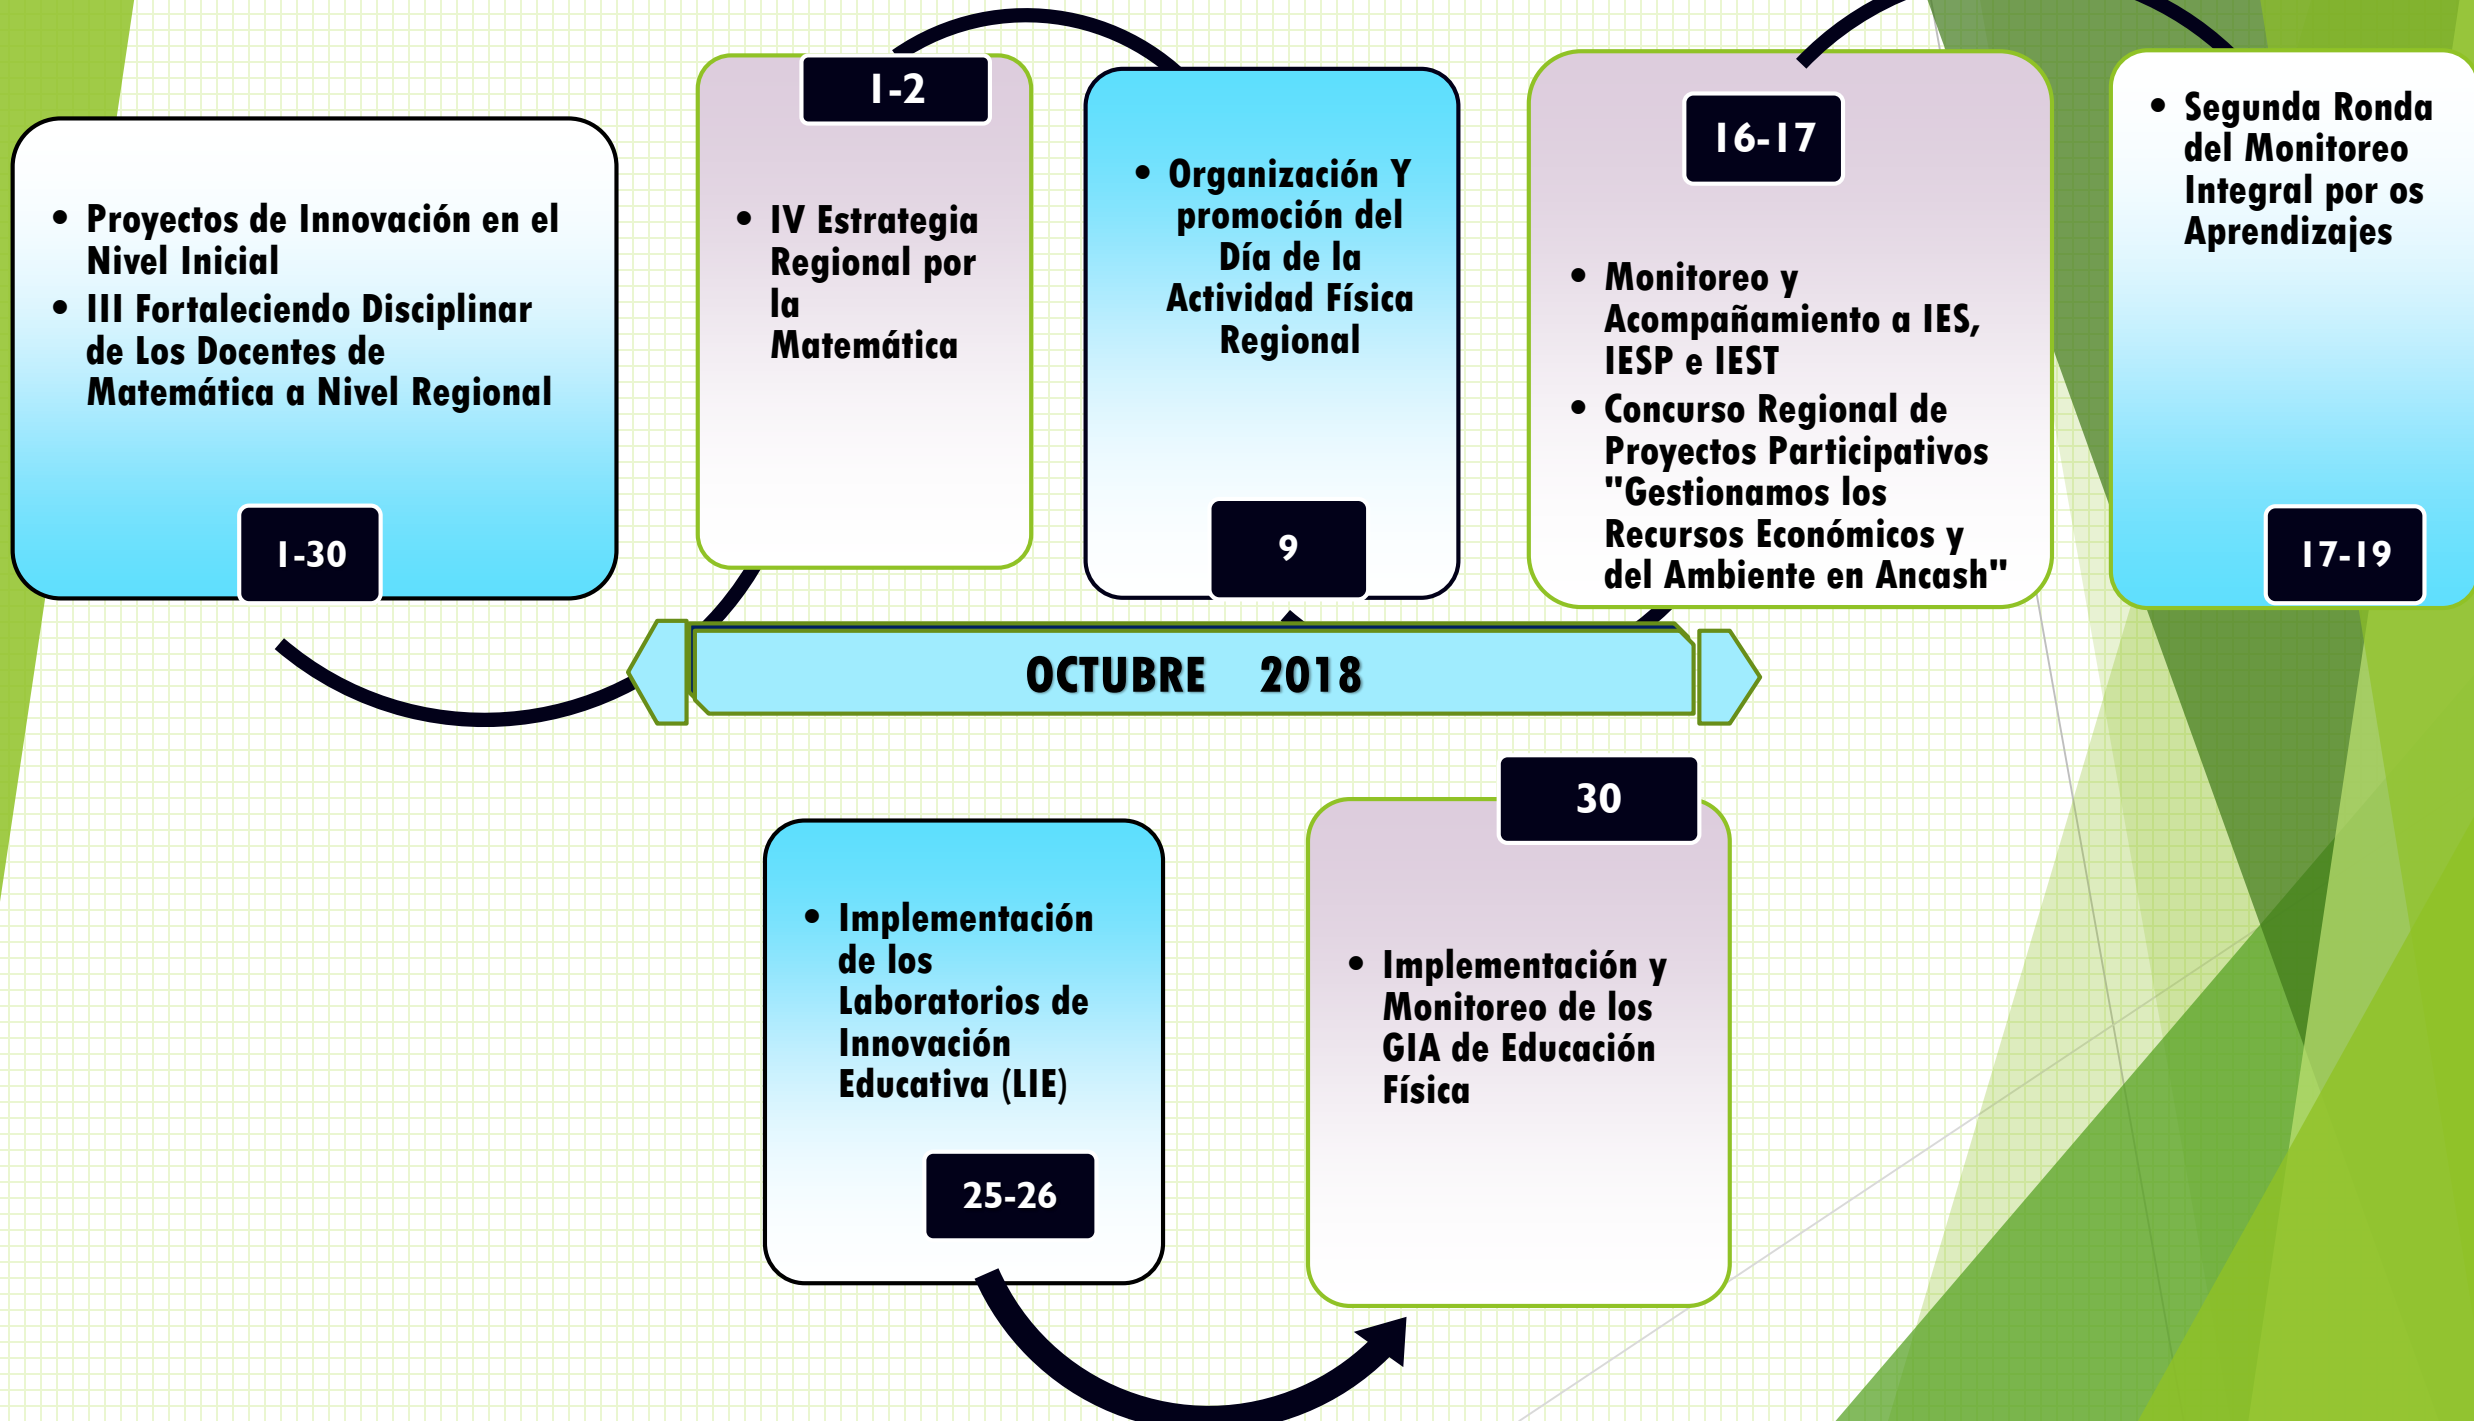 • Proyectos de Innovación en el
Nivel Inicial
• III Fortaleciendo Disciplinar
de Los Docentes de
Matemática a Nivel Regional
1-30
1-2
• IV Estrategia
Regional por
la
Matemática
• Organización Y
promoción del
Día de la
Actividad Física
Regional
9
16-17
• Monitoreo y
Acompañamiento a IES,
IESP e IEST
• Concurso Regional de
Proyectos Participativos
"Gestionamos los
Recursos Económicos y
del Ambiente en Ancash"
• Segunda Ronda
del Monitoreo
Integral por os
Aprendizajes
17-19
OCTUBRE 2018
• Implementación
de los
Laboratorios de
Innovación
Educativa (LIE)
25-26
30
• Implementación y
Monitoreo de los
GIA de Educación
Física